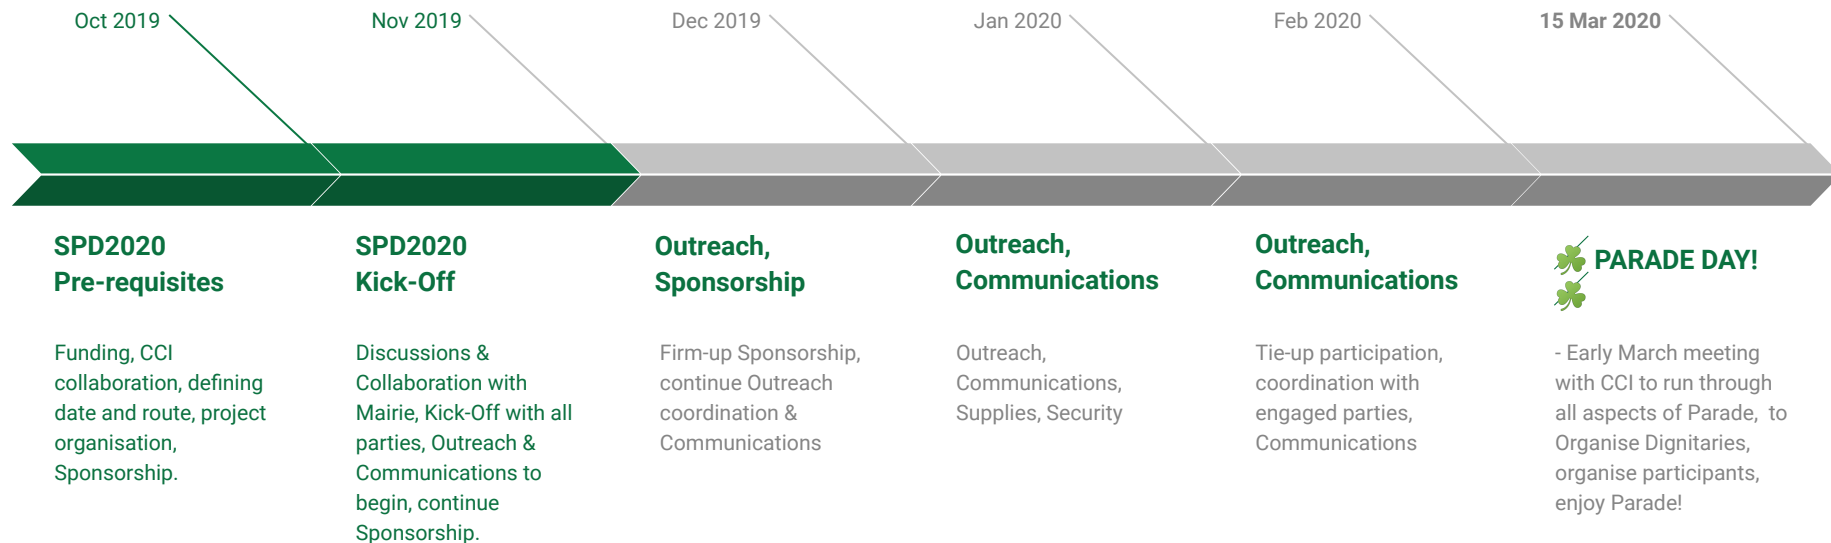 Oct 2019
Nov 2019
Dec 2019
Jan 2020
Feb 2020
15 Mar 2020
SPD2020
Pre-requisites
Funding, CCI
collaboration, defining
date and route, project
organisation,
Sponsorship.
SPD2020
Kick-Off
Discussions &
Collaboration with
Mairie, Kick-Off with all
parties, Outreach &
Communications to
begin, continue
Sponsorship.
Outreach,
Sponsorship
Firm-up Sponsorship,
continue Outreach
coordination &
Communications
Outreach,
Communications
Outreach,
Communications,
Supplies, Security
Outreach,
Communications
Tie-up participation,
coordination with
engaged parties,
Communications
PARADE DAY!
- Early March meeting
with CCI to run through
all aspects of Parade, to
Organise Dignitaries,
organise participants,
enjoy Parade!